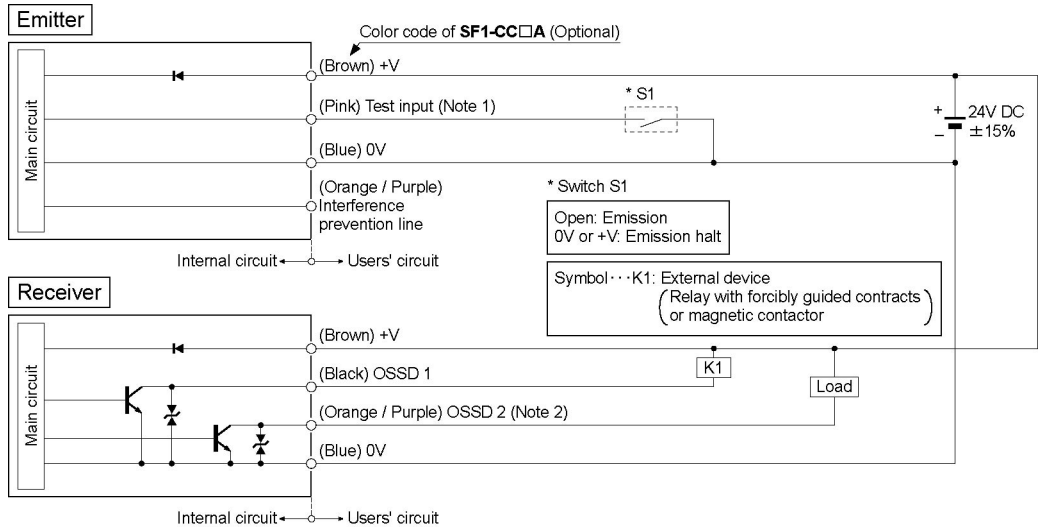 Emitter
Color code of SF1-CC□A (Optional)
Main circuit
(Brown) +V
(Pink) Test input (Note 1)
* S1
+
−
24V DC
±15%
(Blue) 0V
(Orange / Purple)
Interference
prevention line
* Switch S1
Open: Emission
0V or +V: Emission halt
Internal circuit
Users' circuit
Symbol···K1: External device
(Relay with forcibly guided contracts
or magnetic contactor)
Receiver
Main circuit
(Brown) +V
K1
(Black) OSSD 1
Load
(Orange / Purple) OSSD 2 (Note 2)
(Blue) 0V
Internal circuit
Users' circuit